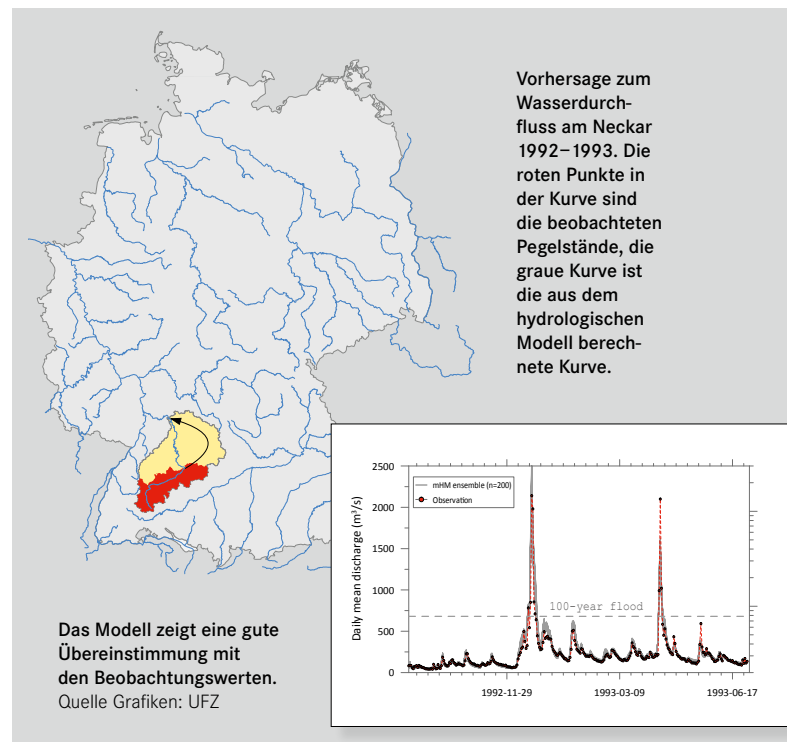 Vorhersage zum
Wasserdurch-
fluss am Neckar
1992–1993. Die
roten Punkte in
der Kurve sind
die beobachteten
Pegelstände, die
graue Kurve ist
die aus dem
hydrologischen
Modell berech-
nete Kurve.
Das Modell zeigt eine gute
Übereinstimmung mit
den Beobachtungswerten.
Quelle Grafiken: UFZ
Daily mean discharge (m³/s)
2500
2000
1500
1000
500
0
mHM ensemble (n=200)
Observation
100-year flood
1992-11-29
1993-03-09
1993-06-17